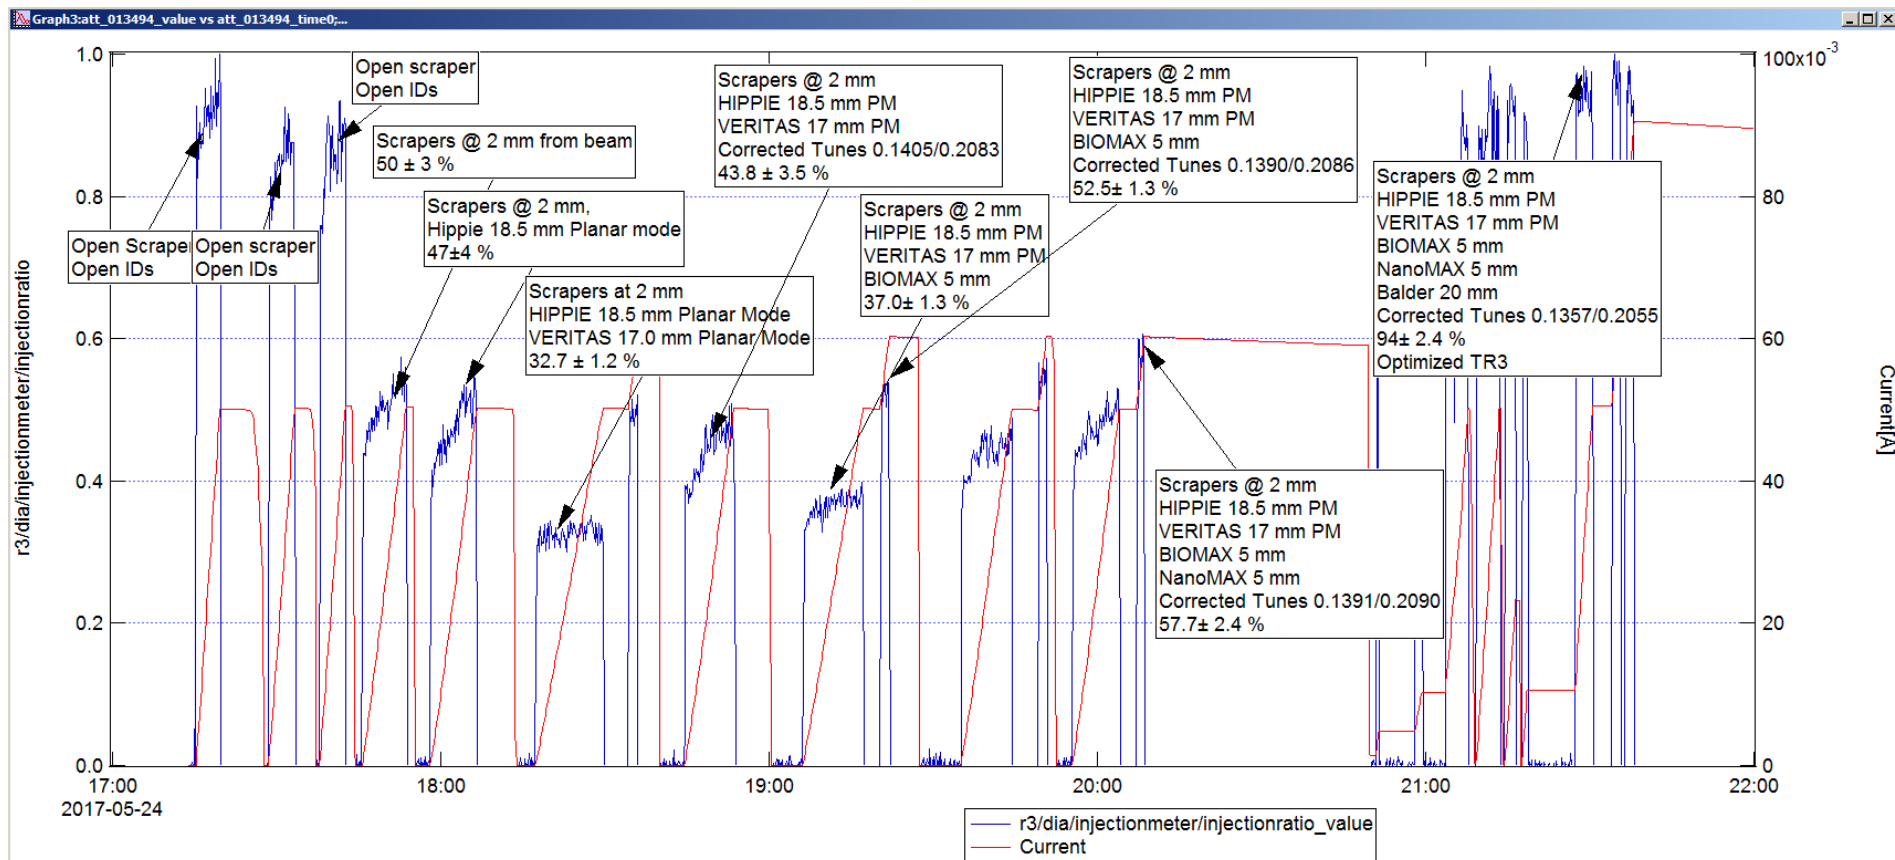 Graph3:att_013494_value vs att_013494_time0;...
Open scraper
Open IDs
Scrapers @ 2 mm from beam
50 ± 3 %
Scrapers @ 2 mm,
Hippie 18.5 mm Planar mode
47±4 %
Scrapers @ 2 mm
HIPPIE 18.5 mm PM
VERITAS 17 mm PM
Corrected Tunes 0.1405/0.2083
43.8 ± 3.5 %
Scrapers @ 2 mm
HIPPIE 18.5 mm PM
VERITAS 17 mm PM
BIOMAX 5 mm
Corrected Tunes 0.1390/0.2086
52.5± 1.3 %
Scrapers @ 2 mm
HIPPIE 18.5 mm PM
VERITAS 17 mm PM
BIOMAX 5 mm
NanoMAX 5 mm
Balder 20 mm
Corrected Tunes 0.1357/0.2055
94± 2.4 %
Optimized TR3
Scrapers @ 2 mm
HIPPIE 18.5 mm PM
VERITAS 17 mm PM
BIOMAX 5 mm
37.0± 1.3 %
Open Scraper
Open IDs
Open scraper
Open IDs
Scrapers at 2 mm
HIPPIE 18.5 mm Planar Mode
VERITAS 17.0 mm Planar Mode
32.7 ± 1.2 %
Scrapers @ 2 mm
HIPPIE 18.5 mm PM
VERITAS 17 mm PM
BIOMAX 5 mm
NanoMAX 5 mm
Corrected Tunes 0.1391/0.2090
57.7± 2.4 %
r3/dia/injectionmeter/injectionratio
1.0
0.8
0.6
0.4
0.2
0.0
100x10-3
80
60
40
20
0
Current[A]
17:00
18:00
19:00
20:00
21:00
22:00
2017-05-24
r3/dia/injectionmeter/injectionratio_value
Current